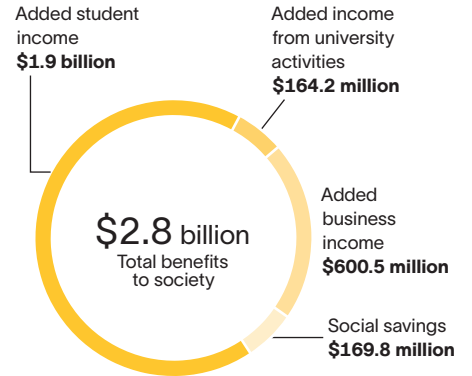 Added student
income
$1.9 billion
Added income
from university
activities
$164.2 million
$2.8 billion
Total benefits
to society
Added
business
income
$600.5 million
Social savings
$169.8 million